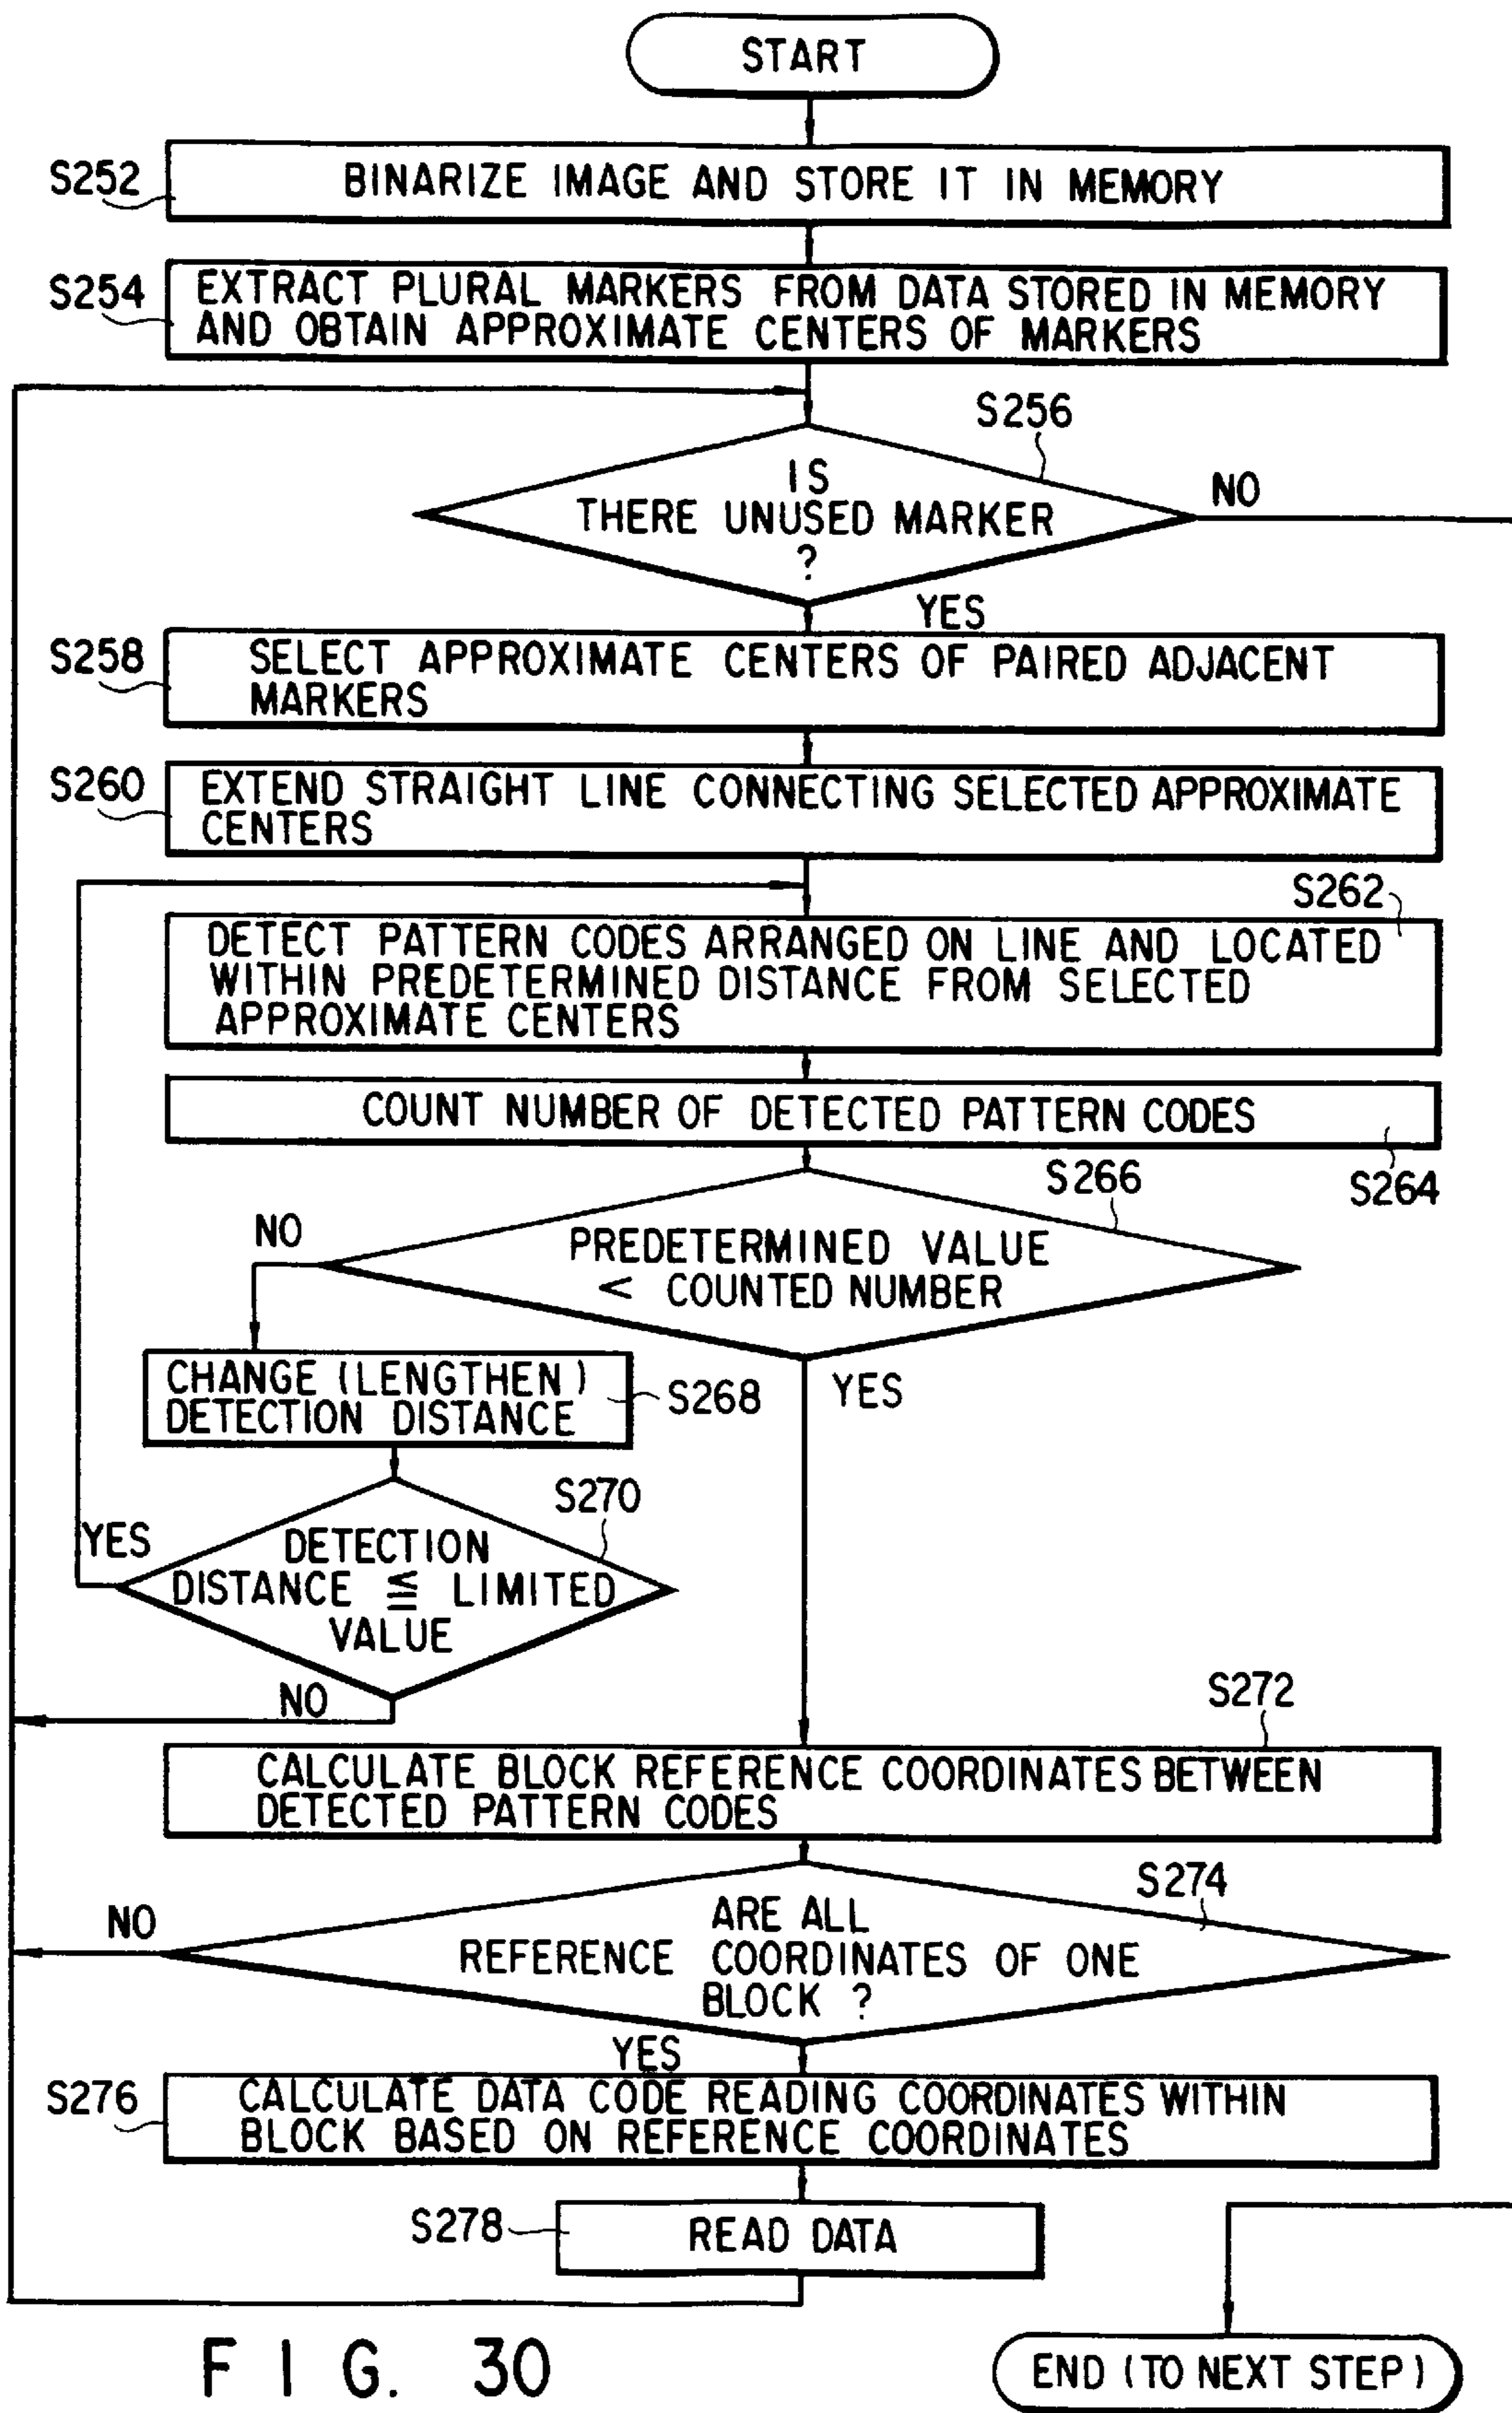 START
S252
BINARIZE IMAGE AND STORE IT IN MEMORY
S254
EXTRACT PLURAL MARKERS FROM DATA STORED IN MEMORY
AND OBTAIN APPROXIMATE CENTERS OF MARKERS
S256
IS
THERE UNUSED MARKER
?
NO
YES
S258
SELECT APPROXIMATE CENTERS OF PAIRED ADJACENT
MARKERS
S260
EXTEND STRAIGHT LINE CONNECTING SELECTED APPROXIMATE
CENTERS
S262
DETECT PATTERN CODES ARRANGED ON LINE AND LOCATED
WITHIN PREDETERMINED DISTANCE FROM SELECTED
APPROXIMATE CENTERS
COUNT NUMBER OF DETECTED PATTERN CODES
S264
S266
NO
PREDETERMINED VALUE
< COUNTED NUMBER
YES
CHANGE (LENGTHEN)
DETECTION DISTANCE
S268
S270
YES
DETECTION
DISTANCE ≦ LIMITED
VALUE
NO
S272
CALCULATE BLOCK REFERENCE COORDINATES BETWEEN
DETECTED PATTERN CODES
S274
NO
ARE ALL
REFERENCE COORDINATES OF ONE
BLOCK ?
YES
S276
CALCULATE DATA CODE READING COORDINATES WITHIN
BLOCK BASED ON REFERENCE COORDINATES
S278
READ DATA
END (TO NEXT STEP)
FIG. 30